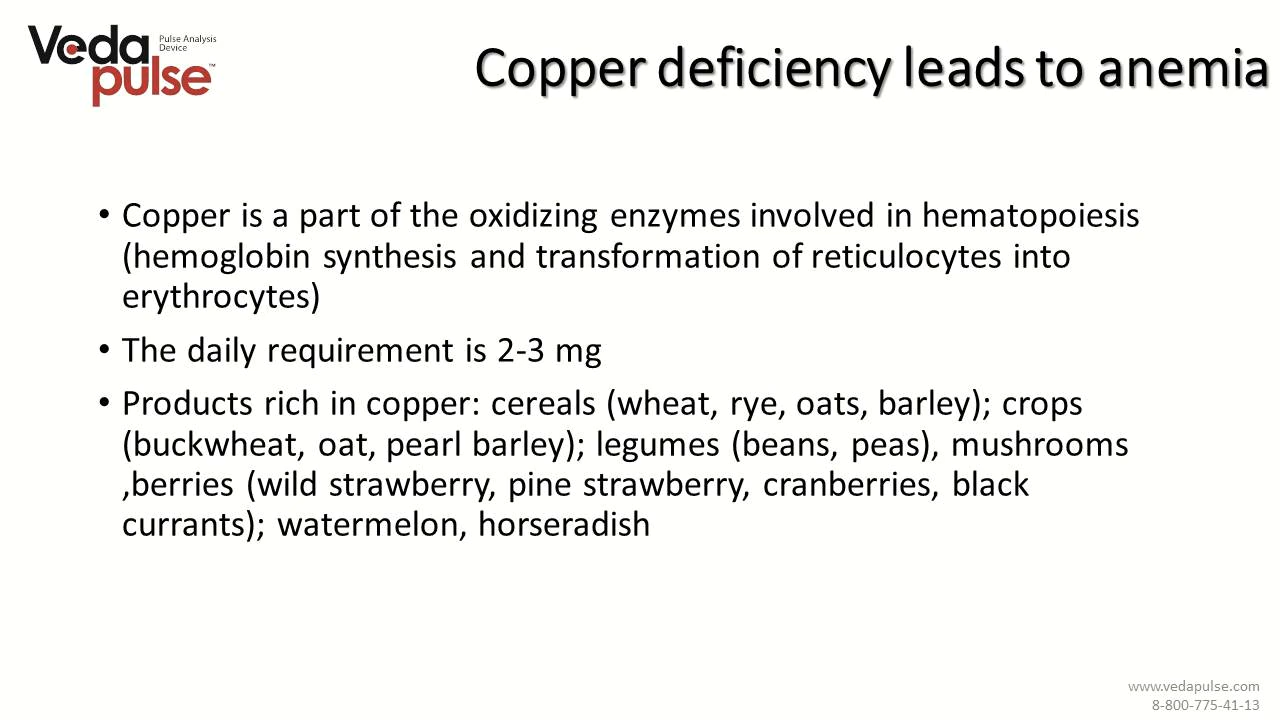 Veda
pulse™
Pulse Analysis
Device
Copper deficiency leads to anemia
• Copper is a part of the oxidizing enzymes involved in hematopoiesis
(hemoglobin synthesis and transformation of reticulocytes into
erythrocytes)
• The daily requirement is 2-3 mg
• Products rich in copper: cereals (wheat, rye, oats, barley); crops
(buckwheat, oat, pearl barley); legumes (beans, peas), mushrooms
,berries (wild strawberry, pine strawberry, cranberries, black
currants); watermelon, horseradish
www.vedapulse.com
8-800-775-41-13